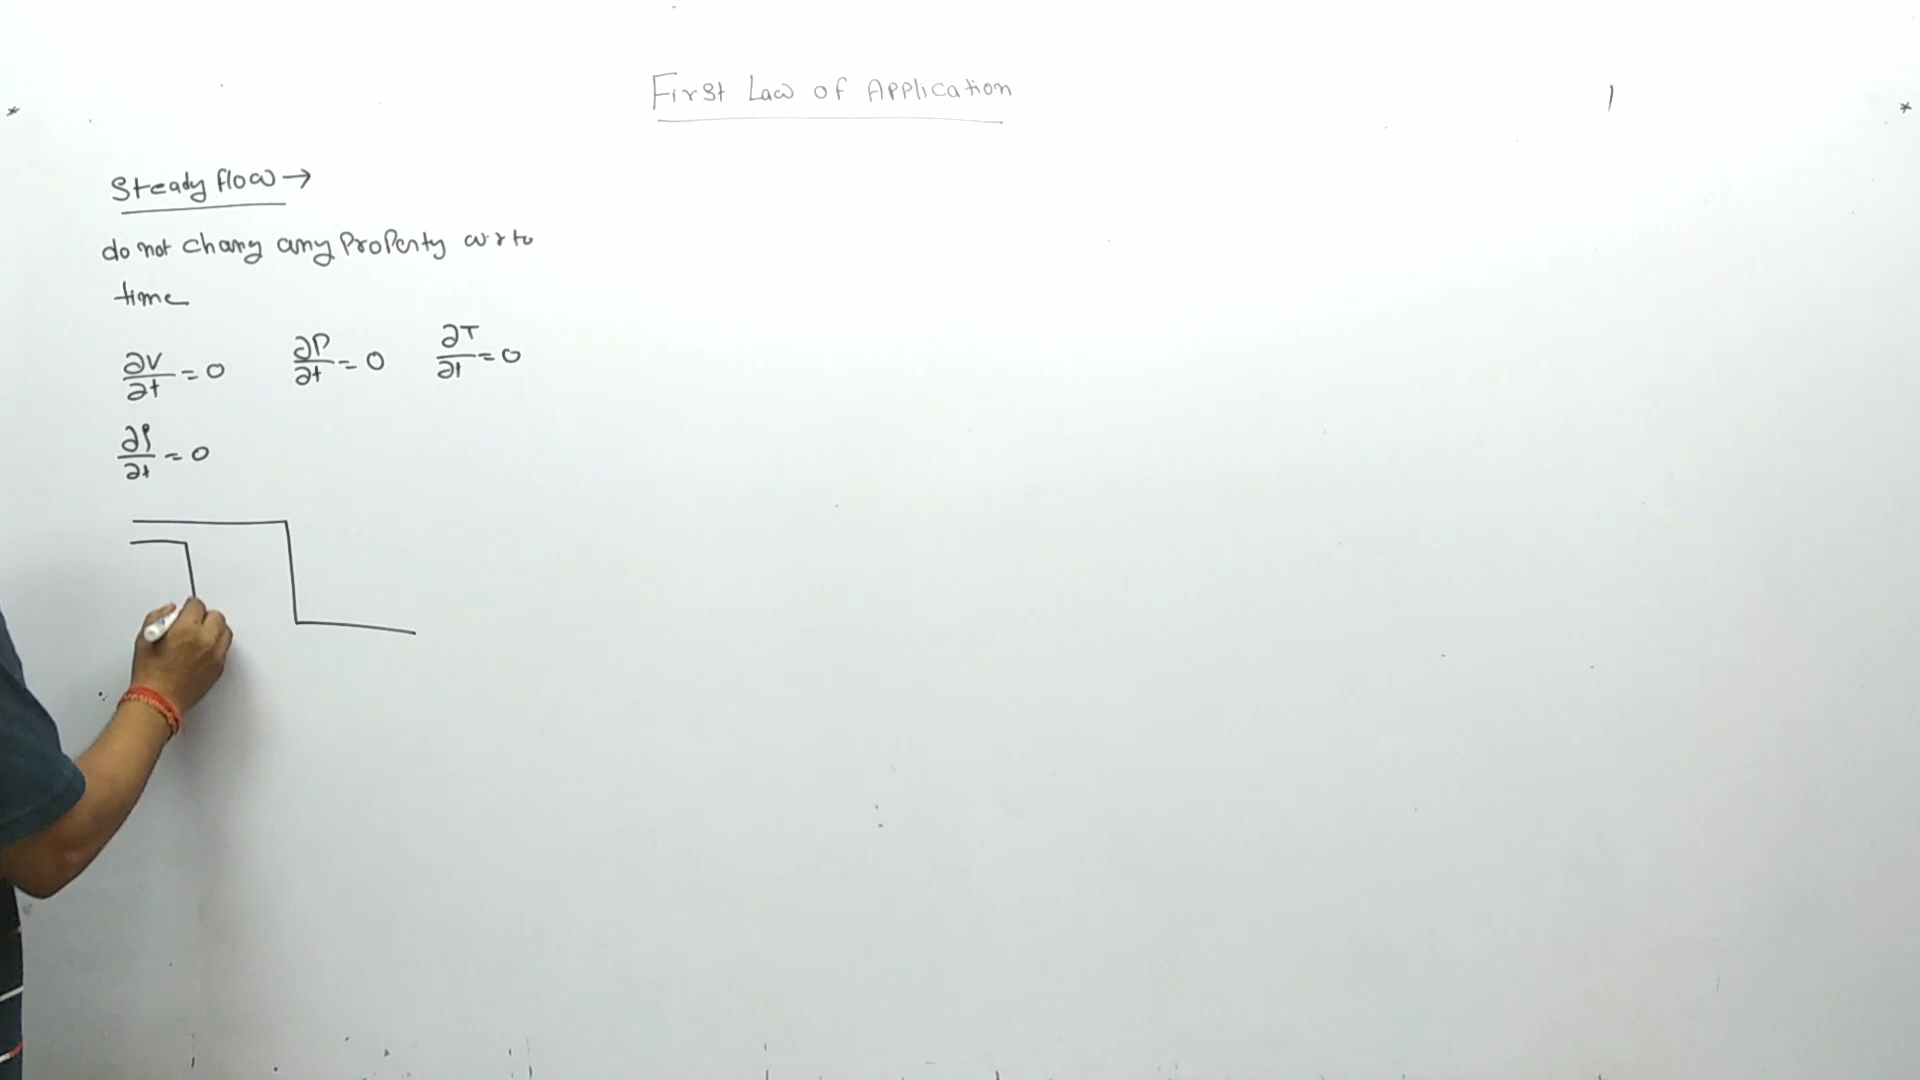 First Law of Application
1
Steady flow →
do not chang any Property w.r to
time
∂V/∂t = 0 ∂P/∂t = 0 ∂T/∂t = 0
∂ρ/∂t = 0